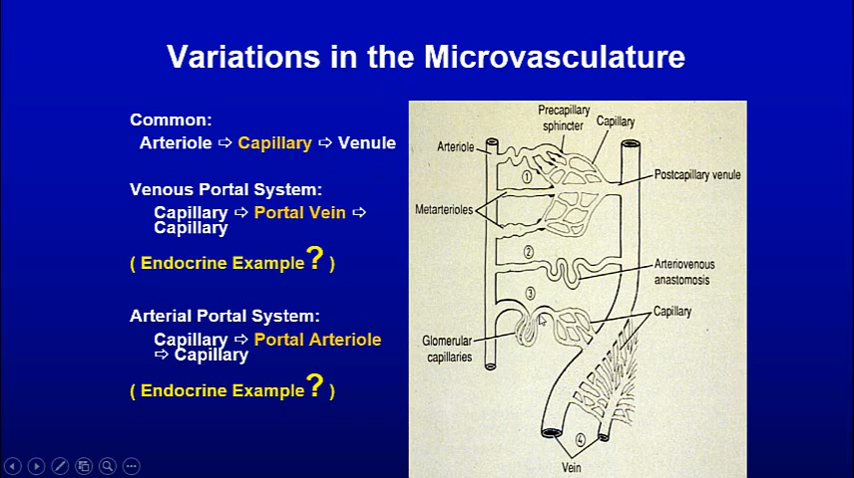 Variations in the Microvasculature
Common:
Arteriole ⇨ Capillary ⇨ Venule
Venous Portal System:
Capillary ⇨ Portal Vein ⇨
Capillary
( Endocrine Example? )
Arterial Portal System:
Capillary ⇨ Portal Arteriole
⇨ Capillary
( Endocrine Example? )
Precapillary
sphincter
Capillary
Arteriole
①
Postcapillary venule
Metarterioles
②
Arteriovenous
anastomosis
③
Capillary
Glomerular
capillaries
④
Vein